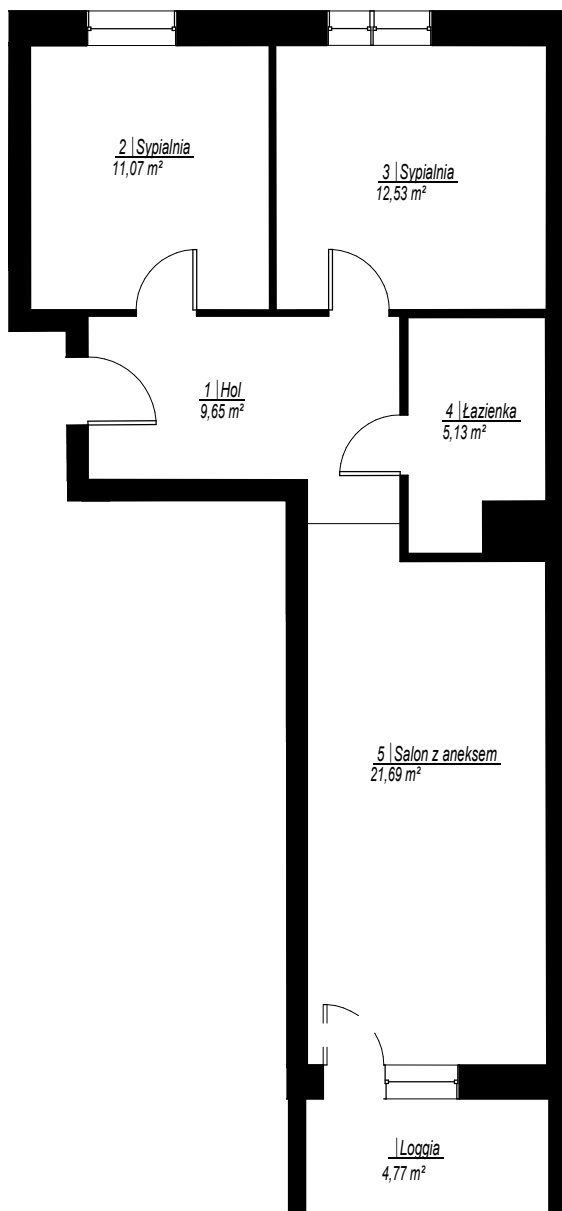 2 | Sypialnia
11,07 m²
3 | Sypialnia
12,53 m²
1 | Hol
9,65 m²
4 | Łazienka
5,13 m²
5 | Salon z aneksem
21,69 m²
| Loggia
4,77 m²